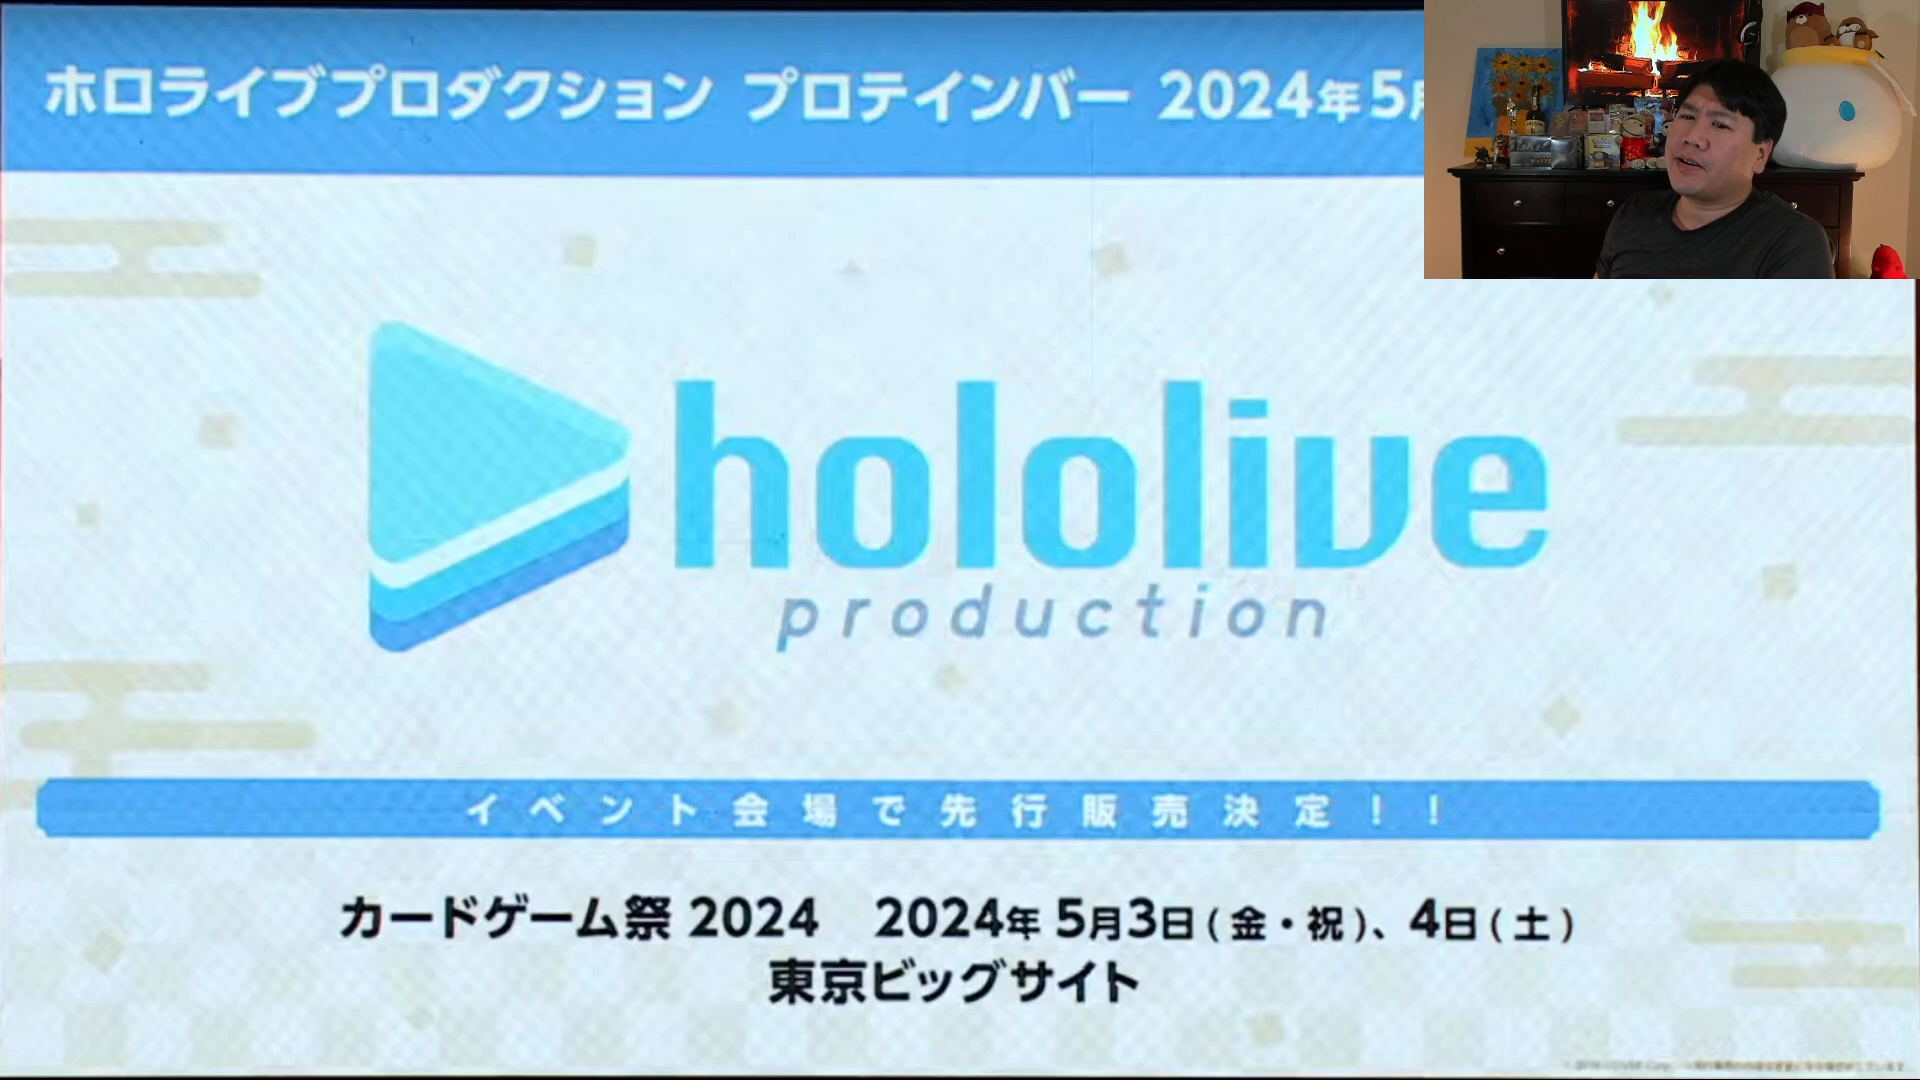 ホロライブプロダクション プロテインバー 2024年5月
hololive
production
イベント会場で先行販売決定！！
カードゲーム祭 2024　2024年 5月3日(金・祝)、4日(土)
東京ビッグサイト